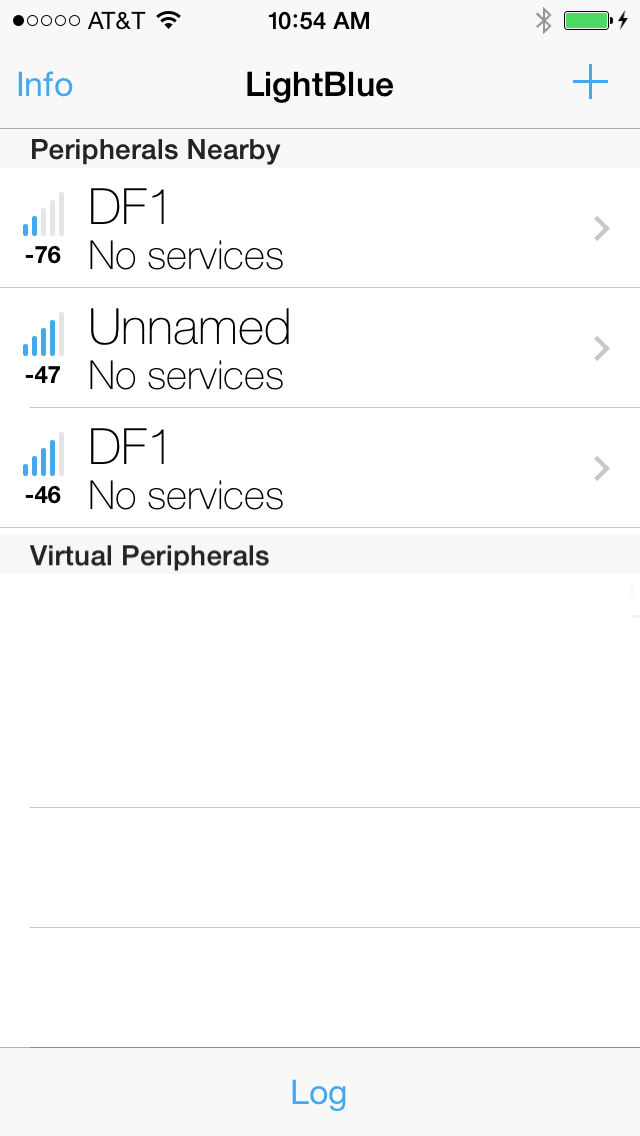 AT&T 10:54 AM
Info LightBlue
Peripherals Nearby
DF1
-76 No services
Unnamed
-47 No services
DF1
-46 No services
Virtual Peripherals
Log